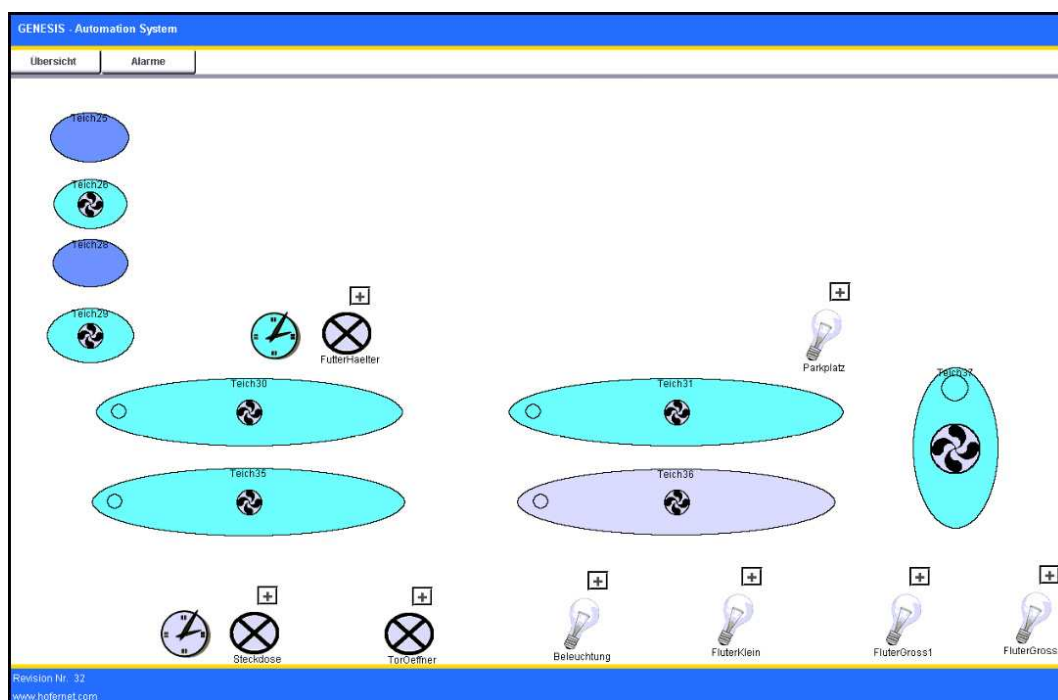 GENESIS - Automation System
Übersicht Alarme
Teich25
Teich26
Teich28
Teich29
FutterHaelter
Parkplatz
Teich30
Teich31
Teich37
Teich35
Teich36
Steckdose
TorOeffner
Beleuchtung
FluterKlein
FluterGross1
FluterGross
Revision Nr. 32
www.hofernet.com